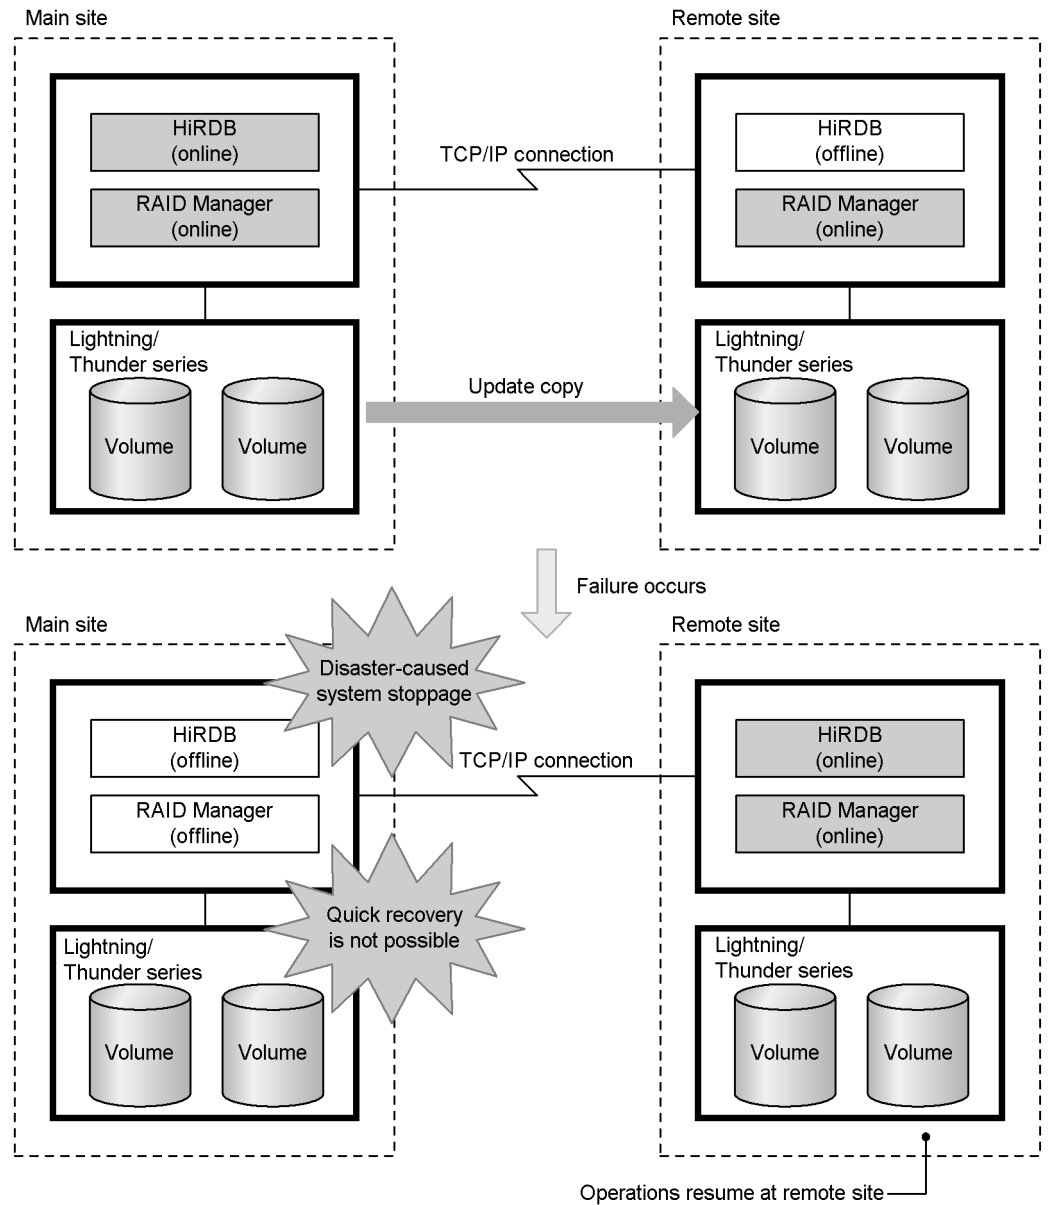 Main site
Remote site
HiRDB
(online)
RAID Manager
(online)
TCP/IP connection
HiRDB
(offline)
RAID Manager
(online)
Lightning/
Thunder series
Volume
Volume
Update copy
Lightning/
Thunder series
Volume
Volume
Failure occurs
Main site
Remote site
Disaster-caused
system stoppage
HiRDB
(offline)
RAID Manager
(offline)
TCP/IP connection
HiRDB
(online)
RAID Manager
(online)
Quick recovery
is not possible
Lightning/
Thunder series
Volume
Volume
Lightning/
Thunder series
Volume
Volume
Operations resume at remote site